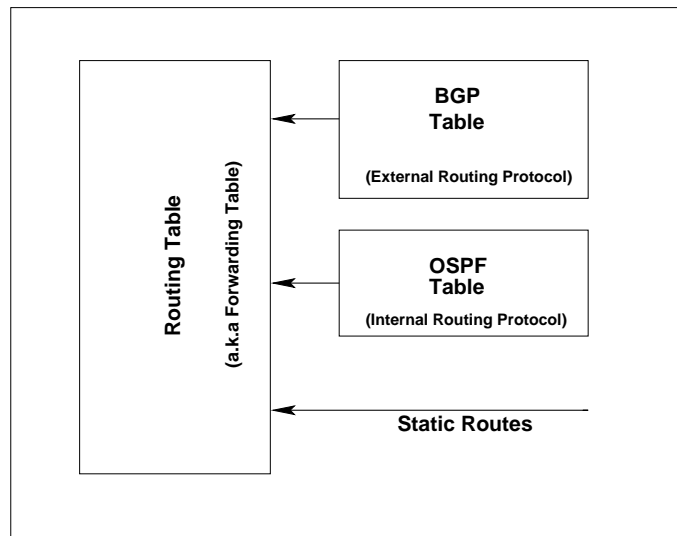 Routing Table
(a.k.a Forwarding Table)
BGP
Table
(External Routing Protocol)
OSPF
Table
(Internal Routing Protocol)
Static Routes